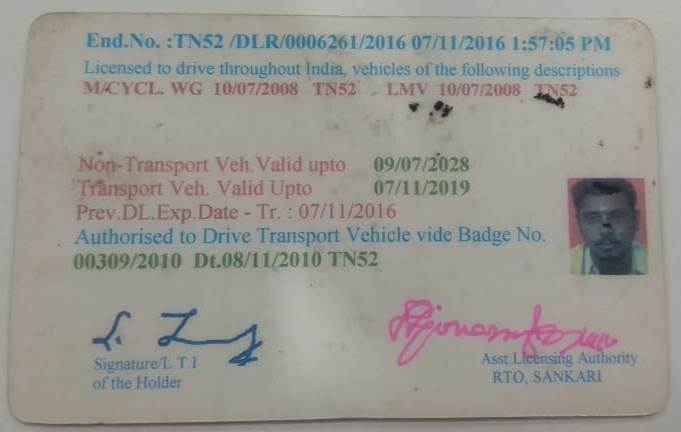 End.No. :TN52 /DLR/0006261/2016 07/11/2016 1:57:05 PM
Licensed to drive throughout India, vehicles of the following descriptions
M/CYCL. WG 10/07/2008 TN52 LMV 10/07/2008 TN52
Non-Transport Veh.Valid upto 09/07/2028
Transport Veh. Valid Upto 07/11/2019
Prev.DL.Exp.Date - Tr. : 07/11/2016
Authorised to Drive Transport Vehicle vide Badge No.
00309/2010 Dt.08/11/2010 TN52
Signature/L.T.I
of the Holder
Asst.Licensing Authority
RTO, SANKARI